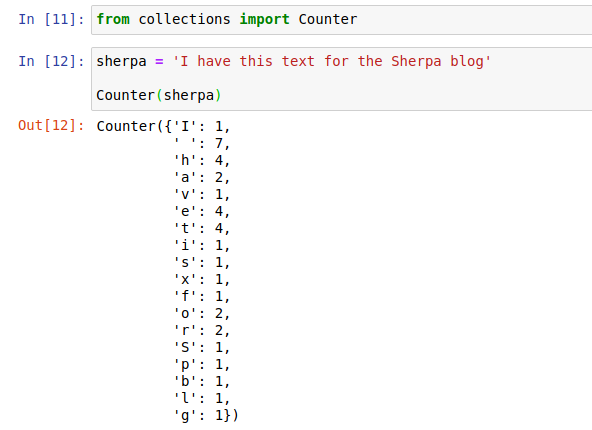 In [11]: from collections import Counter
In [12]: sherpa = 'I have this text for the Sherpa blog'
Counter(sherpa)
Out[12]: Counter({'I': 1,
' ': 7,
'h': 4,
'a': 2,
'v': 1,
'e': 4,
't': 4,
'i': 1,
's': 1,
'x': 1,
'f': 1,
'o': 2,
'r': 2,
'S': 1,
'p': 1,
'b': 1,
'l': 1,
'g': 1})